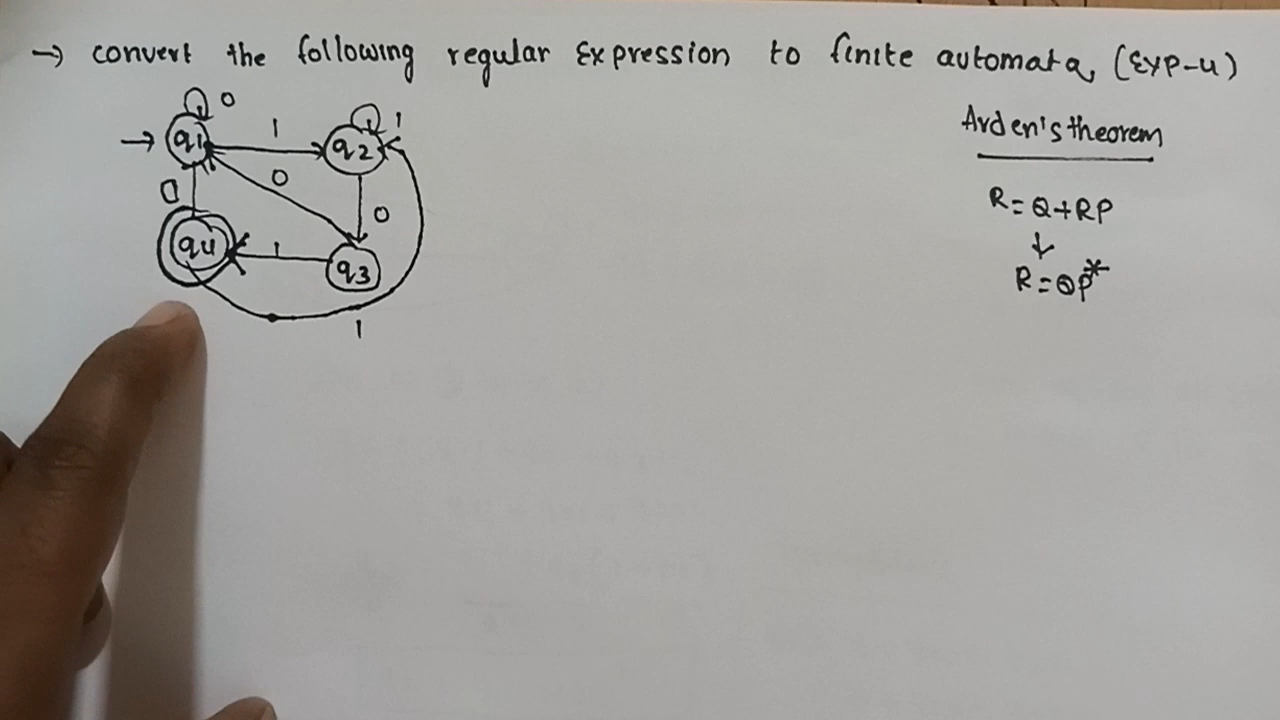 → convert the following regular Expression to finite automata, (Exp-4)
Arden's theorem
R = Q + RP
↓
R = QP*
0
1
q1
1
q2
0
0
0
q4
1
q3
1